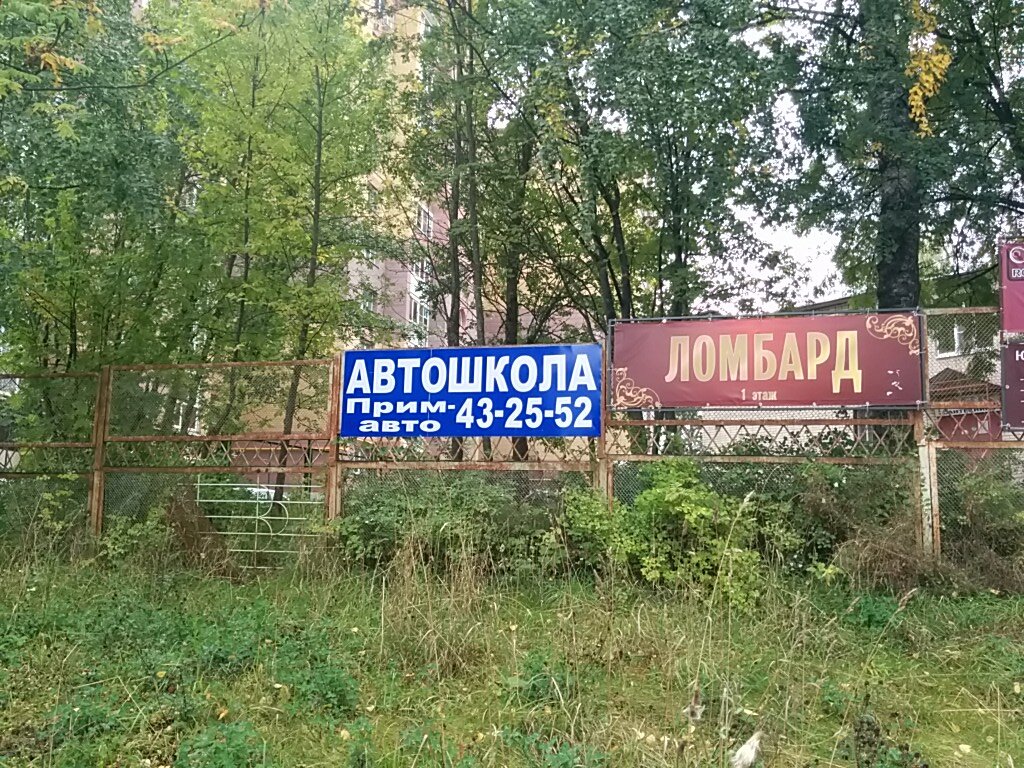 АВТОШКОЛА
Прим-
авто
43-25-52
ЛОМБАРД
1 этаж